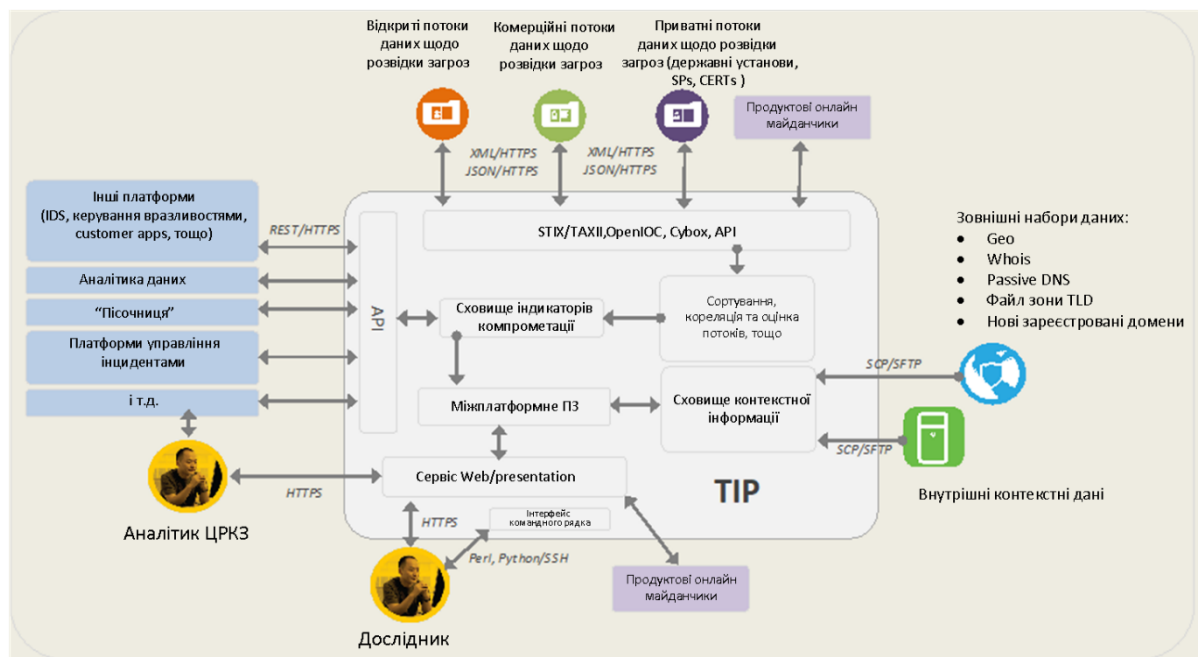 Відкриті потоки
даних щодо
розвідки загроз
Комерційні потоки
даних щодо
розвідки загроз
Приватні потоки
даних щодо розвідки
загроз (державні установи,
SPs, CERTs )
Продуктові онлайн
майданчики
XML/HTTPS
JSON/HTTPS
XML/HTTPS
JSON/HTTPS
Інші платформи
(IDS, керування вразливостями,
customer apps, тощо)
REST/HTTPS
Аналітика даних
“Пісочниця”
Платформи управління
інцидентами
і т.д.
API
STIX/TAXII,OpenIOC, Cybox, API
Сховище індикаторів
компрометації
Сортування,
кореляція та оцінка
потоків, тощо
Міжплатформне ПЗ
Сховище контекстної
інформації
Сервіс Web/presentation
TIP
Інтерфейс
командного рядка
Зовнішні набори даних:
• Geo
• Whois
• Passive DNS
• Файл зони TLD
• Нові зареєстровані домени
SCP/SFTP
SCP/SFTP
Внутрішні контекстні дані
HTTPS
Аналітик ЦРКЗ
HTTPS
Perl, Python/SSH
Дослідник
Продуктові онлайн
майданчики